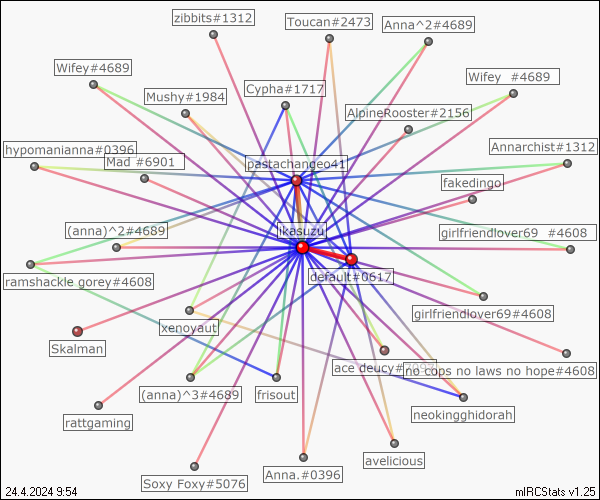 zibbits#1312
Toucan#2473
Anna^2#4689
Wifey#4689
Wifey  #4689
Mushy#1984
Cypha#1717
AlpineRooster#2156
hypomanianna#0396
Mad #6901
pastachangeo41
Annarchist#1312
fakedingo
(anna)^2#4689
ikasuzu
girlfriendlover69  #4608
ramshackle gorey#4608
default#0617
xenoyaut
girlfriendlover69#4608
Skalman
ace deucy#
no cops no laws no hope#4608
(anna)^3#4689
frisout
neokingghidorah
rattgaming
avelicious
Soxy Foxy#5076
Anna.#0396
24.4.2024 9:54
mIRCStats v1.25